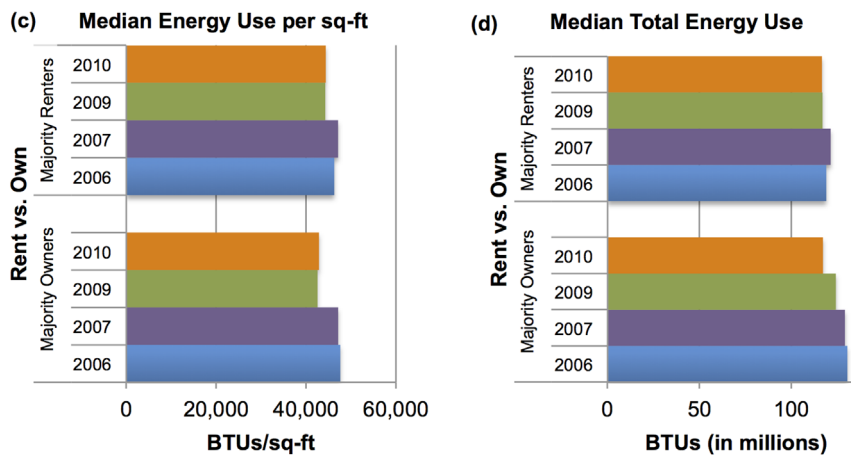 (c) Median Energy Use per sq-ft
Rent vs. Own
Majority Renters
2010
2009
2007
2006
Majority Owners
2010
2009
2007
2006
0 20,000 40,000 60,000
BTUs/sq-ft
(d) Median Total Energy Use
Rent vs. Own
Majority Renters
2010
2009
2007
2006
Majority Owners
2010
2009
2007
2006
0 50 100
BTUs (in millions)